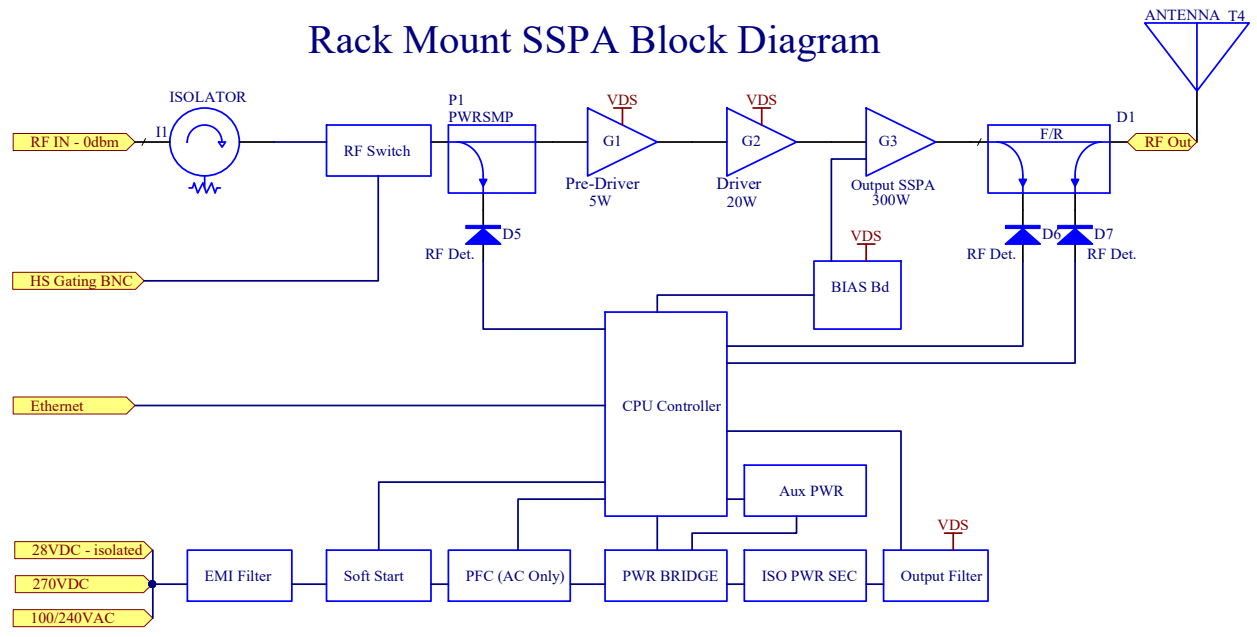 Rack Mount SSPA Block Diagram
ANTENNA T4
ISOLATOR
I1
RF IN - 0dbm
RF Switch
P1
PWRSMP
VDS
G1
Pre-Driver
5W
VDS
G2
Driver
20W
G3
Output SSPA
300W
F/R
D1
RF Out
D5
RF Det.
D6
RF Det.
D7
RF Det.
VDS
BIAS Bd
HS Gating BNC
CPU Controller
Ethernet
Aux PWR
VDS
28VDC - isolated
270VDC
100/240VAC
EMI Filter
Soft Start
PFC (AC Only)
PWR BRIDGE
ISO PWR SEC
Output Filter